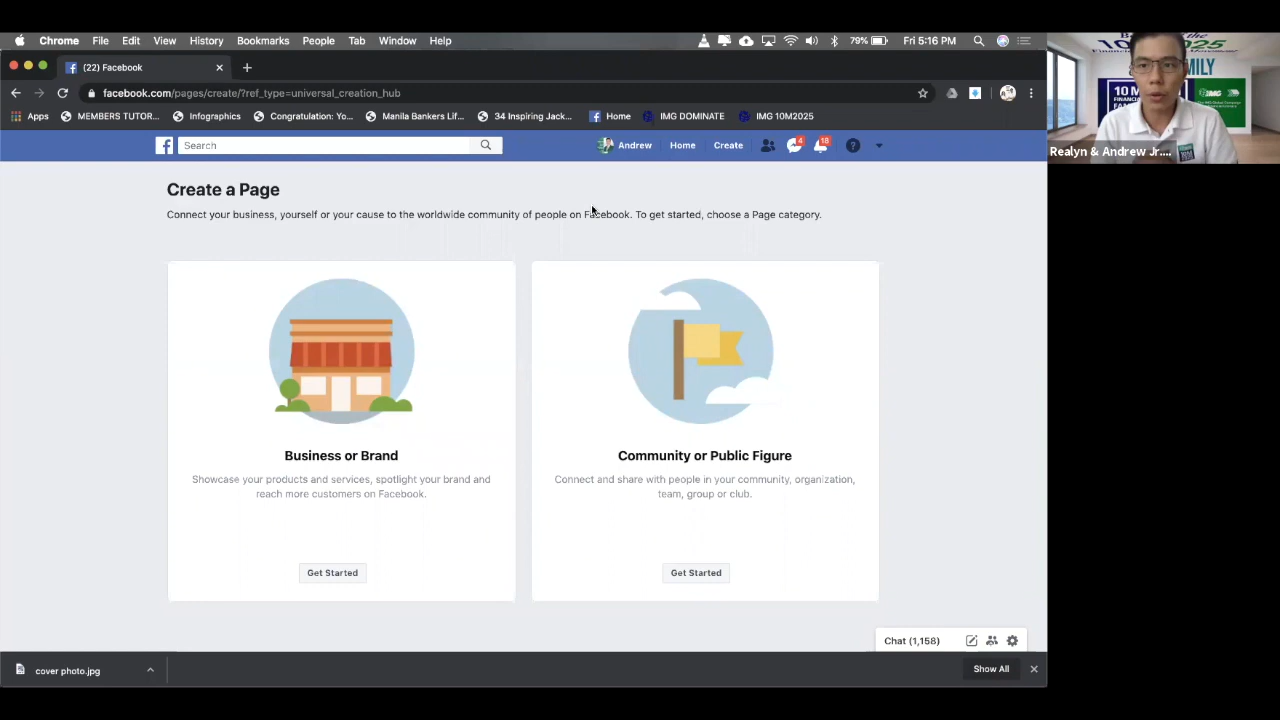 Chrome File Edit View History Bookmarks People Tab Window Help 79% Fri 5:16 PM
(22) Facebook
facebook.com/pages/create/?ref_type=universal_creation_hub
Apps MEMBERS TUTOR... Infographics Congratulation: Yo... Manila Bankers Lif... 34 Inspiring Jack... Home IMG DOMINATE IMG 10M2025
Search Andrew Home Create 4 18
Create a Page
Connect your business, yourself or your cause to the worldwide community of people on Facebook. To get started, choose a Page category.
Business or Brand
Showcase your products and services, spotlight your brand and
reach more customers on Facebook.
Get Started
Community or Public Figure
Connect and share with people in your community, organization,
team, group or club.
Get Started
Chat (1,158)
cover photo.jpg
Show All
Realyn & Andrew Jr....